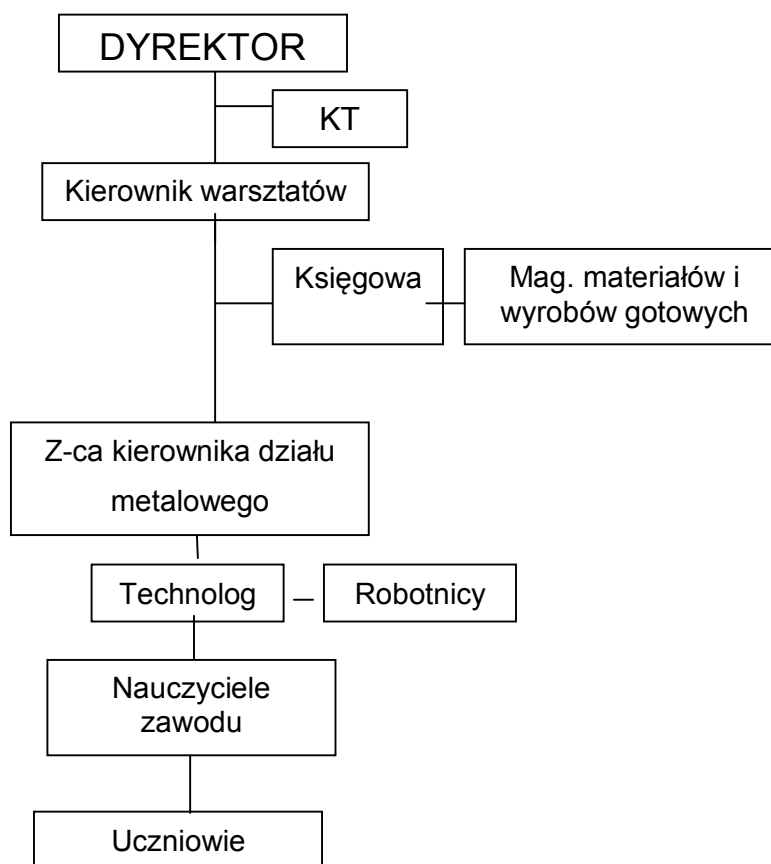 DYREKTOR
KT
Kierownik warsztatów
Księgowa
Mag. materiałów i
wyrobów gotowych
Z-ca kierownika działu
metalowego
Technolog
Robotnicy
Nauczyciele
zawodu
Uczniowie